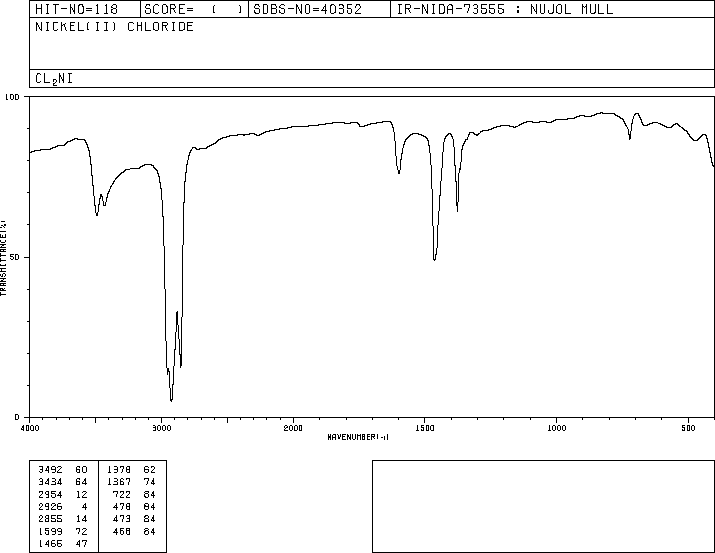 HIT-NO=118 SCORE= ( ) SDBS-NO=40352 IR-NIDA-73555 : NUJOL MULL
NICKEL(II) CHLORIDE
CL2NI
100
50
0
TRANSMITTANCE(%)
4000 3000 2000 1500 1000 500
WAVENUMBER(-1)
3492 60 1378 62
3434 64 1367 74
2954 12 722 84
2926 4 478 84
2855 14 473 84
1599 72 468 84
1466 47